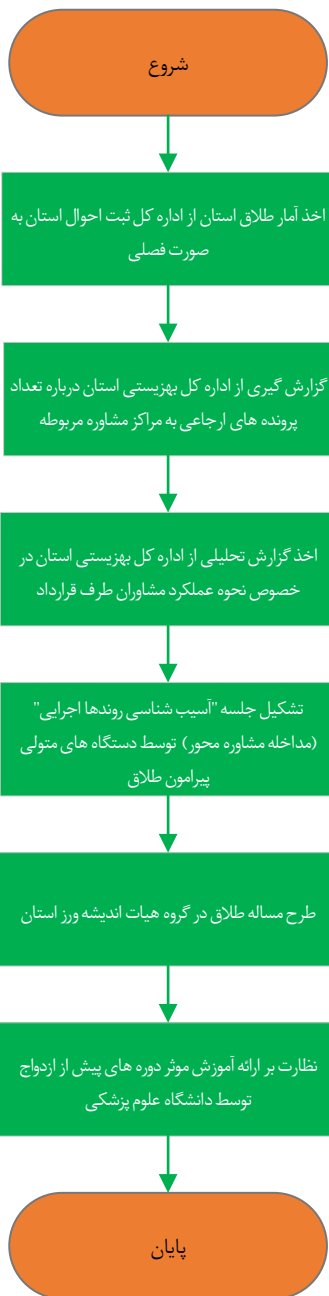 شروع
اخذ آمار طلاق استان از اداره کل ثبت احوال استان به
صورت فصلی
گزارش گیری از اداره کل بهزیستی استان درباره تعداد
پرونده های ارجاعی به مراکز مشاوره مربوطه
اخذ گزارش تحلیلی از اداره کل بهزیستی استان در
خصوص نحوه عملکرد مشاوران طرف قرارداد
تشکیل جلسه "آسیب شناسی روندها اجرایی"
(مداخله مشاوره محور) توسط دستگاه های متولی
پیرامون طلاق
طرح مساله طلاق در گروه هیات اندیشه ورز استان
نظارت بر ارائه آموزش موثر دوره های پیش از ازدواج
توسط دانشگاه علوم پزشکی
پایان